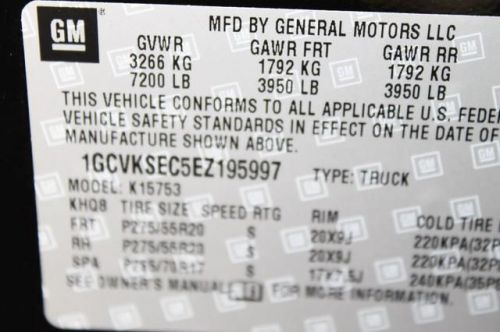 GM
MFD BY GENERAL MOTORS LLC
GVWR GAWR FRT GAWR RR
3266 KG 1792 KG 1792 KG
7200 LB 3950 LB 3950 LB
THIS VEHICLE CONFORMS TO ALL APPLICABLE U.S. FEDER
VEHICLE SAFETY STANDARDS IN EFFECT ON THE DATE OF
MANUFACTURE SHOWN ABOVE.
1GCVKSEC5EZ195997 TYPE: TRUCK
MODEL: K15753
KHQ8 TIRE SIZE SPEED RTG RIM COLD TIRE
FRT P275/55R20 S 20X9J 220KPA(32P
RR P275/55R20 S 20X9J 220KPA(32P
SPA S 240KPA(35P
SEE OWNER'S MANUAL FOR MORE INFORMATION.